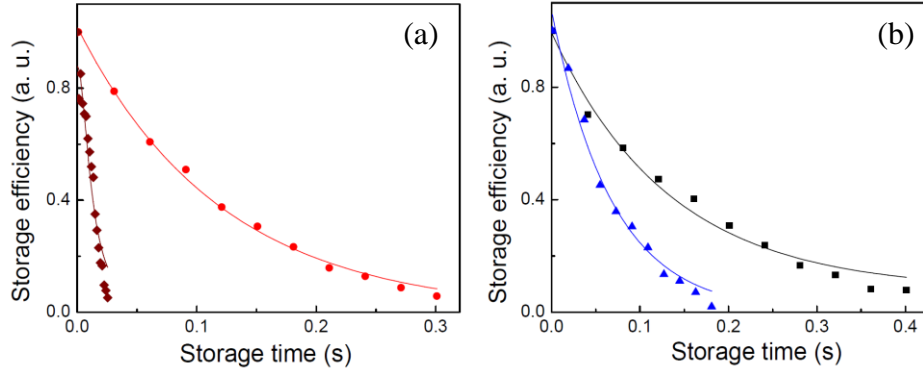 (a)
Storage efficiency (a. u.)
0.8
0.4
0.0
0.0 0.1 0.2 0.3
Storage time (s)
(b)
Storage efficiency (a. u.)
0.8
0.4
0.0
0.0 0.1 0.2 0.3 0.4
Storage time (s)